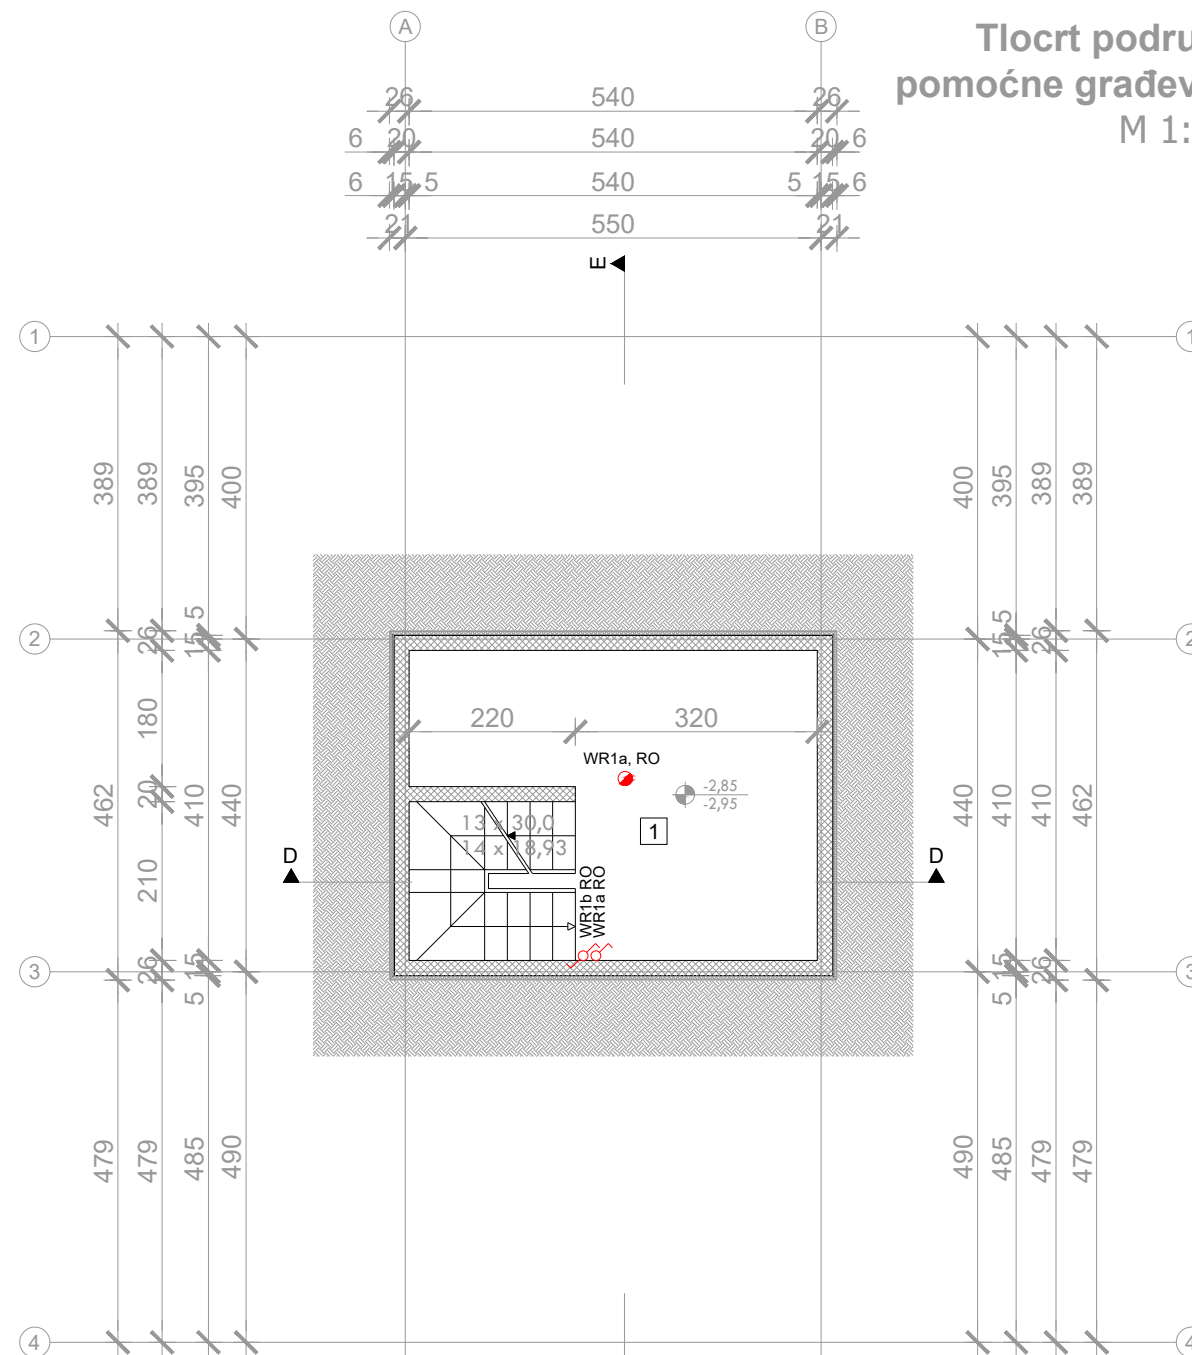 A B
Tlocrt podru
pomoćne građev
M 1:
26 540 26
6 20 540 20 6
6 15 5 540 5 15 6
21 550 21
E
1 1
389 389 395 400 400 395 389 389
2 2
26 15 5 15 5 26
220 320
180
WR1a, RO
-2,85
-2,95
462 20 410 440 440 410 410 462
13 x 30,0
1
14 x 18,93
D D
210
WR1b RO
WR1a RO
3 3
26 15 5 5 15 26
479 479 485 490 490 485 479 479
4 4